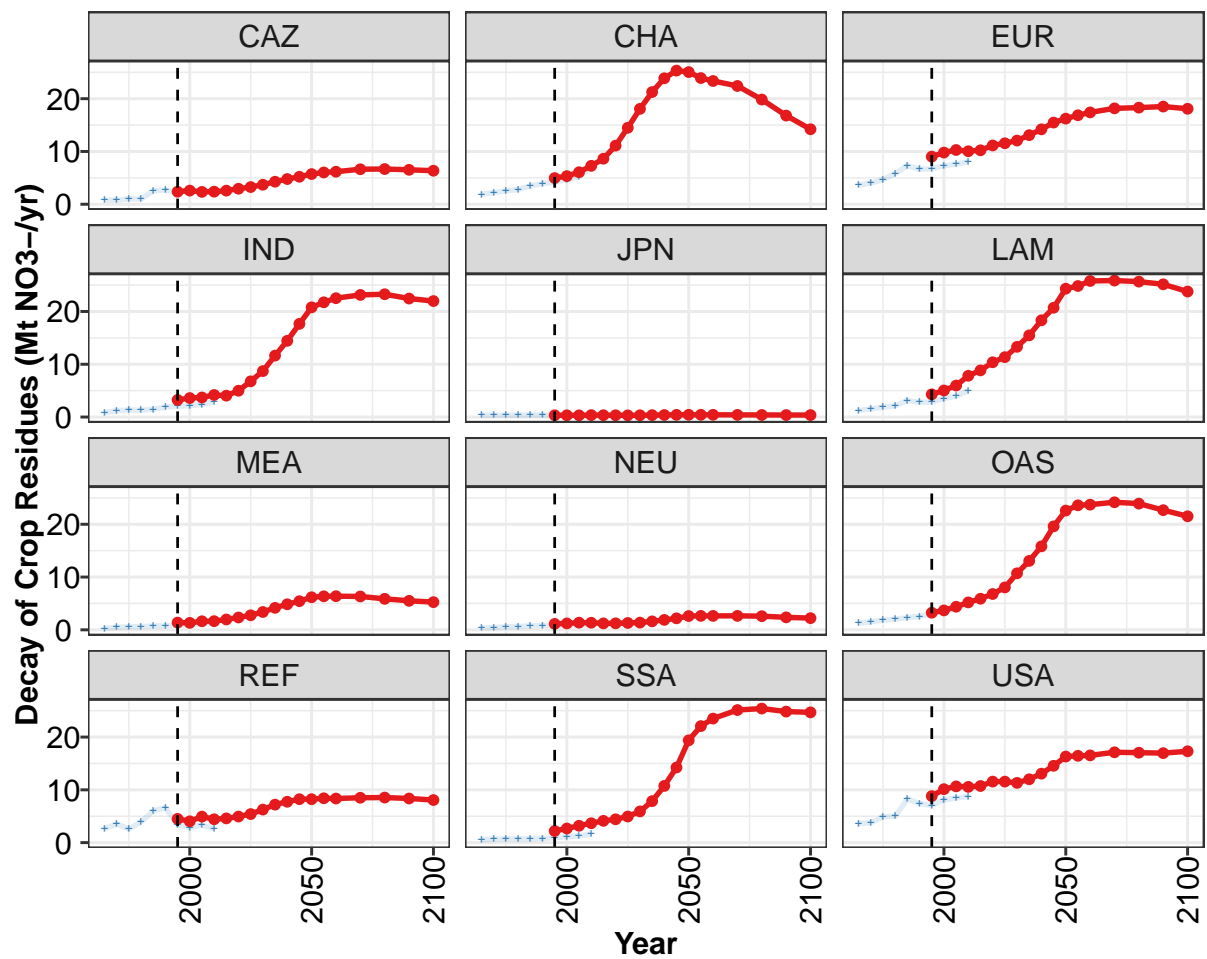 CAZ CHA EUR
20
10
0
IND JPN LAM
20
10
0
MEA NEU OAS
20
10
0
REF SSA USA
20
10
0
2000 2050 2100 2000 2050 2100 2000 2050 2100
Year
Decay of Crop Residues (Mt NO3−/yr)